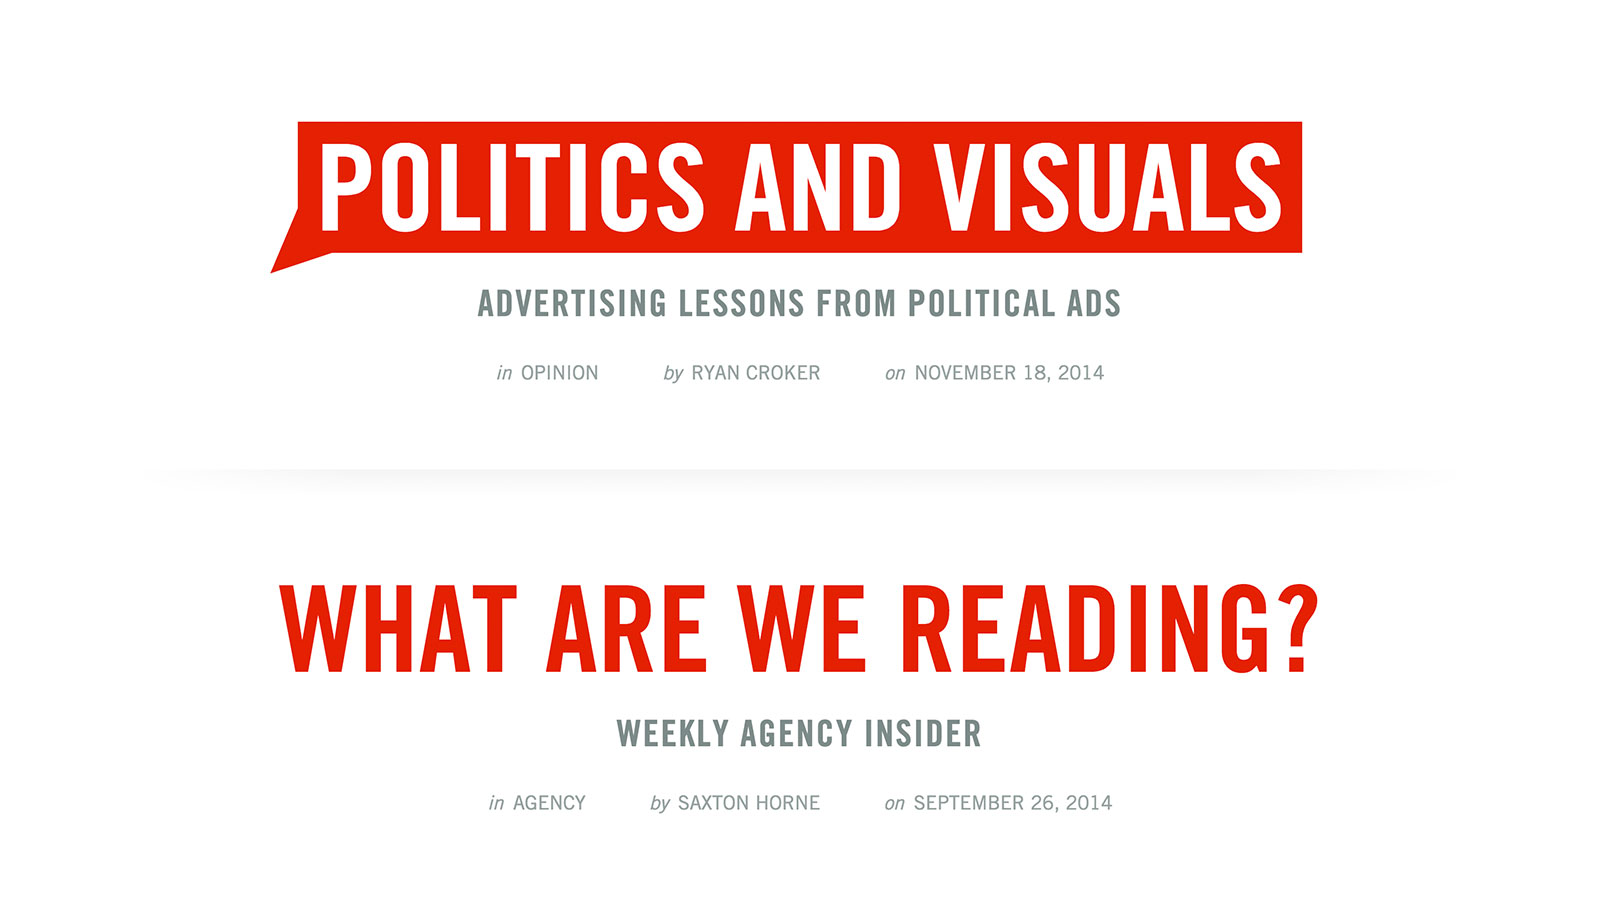 POLITICS AND VISUALS
ADVERTISING LESSONS FROM POLITICAL ADS
in OPINION by RYAN CROKER on NOVEMBER 18, 2014
WHAT ARE WE READING?
WEEKLY AGENCY INSIDER
in AGENCY by SAXTON HORNE on SEPTEMBER 26, 2014